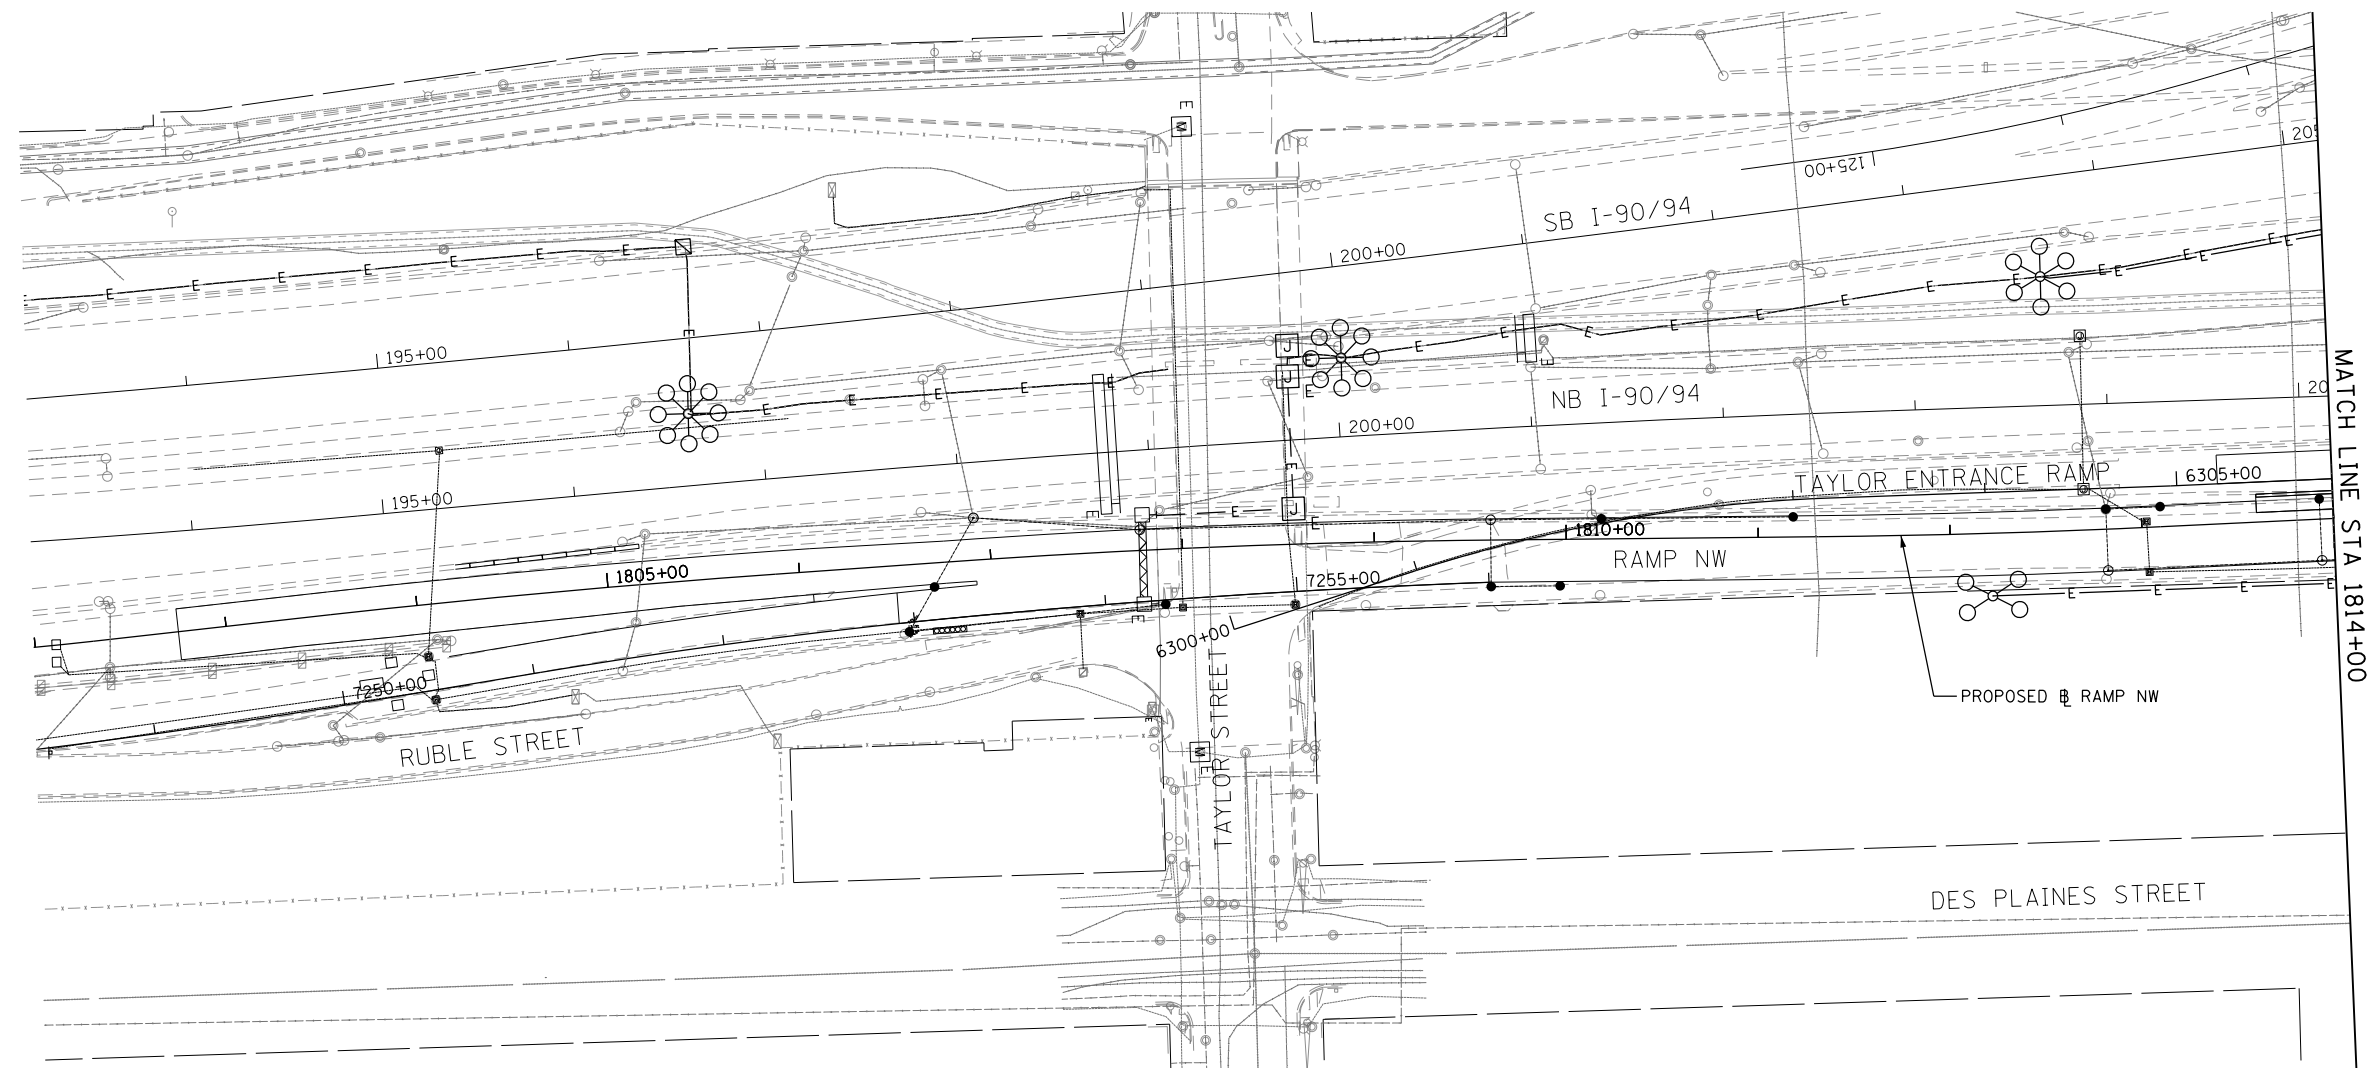 E
M
205
125+00
SB I-90/94
200+00
E E E E E E E E
E
195+00
E E E E E
J
J
E
E
E E E E E E E E E E E E
E
NB I-90/94
20
200+00
195+00
E
E
E
J
E
TAYLOR ENTRANCE RAMP
6305+00
1810+00
RAMP NW
1805+00
7255+00
E E E E
6300+00
7250+00
E
PROPOSED ℄ RAMP NW
RUBLE STREET
TAYLOR STREET
M
E
DES PLAINES STREET
MATCH LINE STA 1814+00